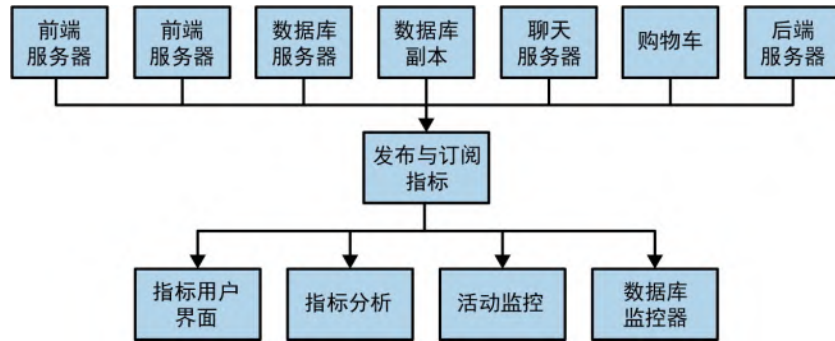 前端
服务器
前端
服务器
数据库
服务器
数据库
副本
聊天
服务器
购物车
后端
服务器
发布与订阅
指标
指标用户
界面
指标分析
活动监控
数据库
监控器